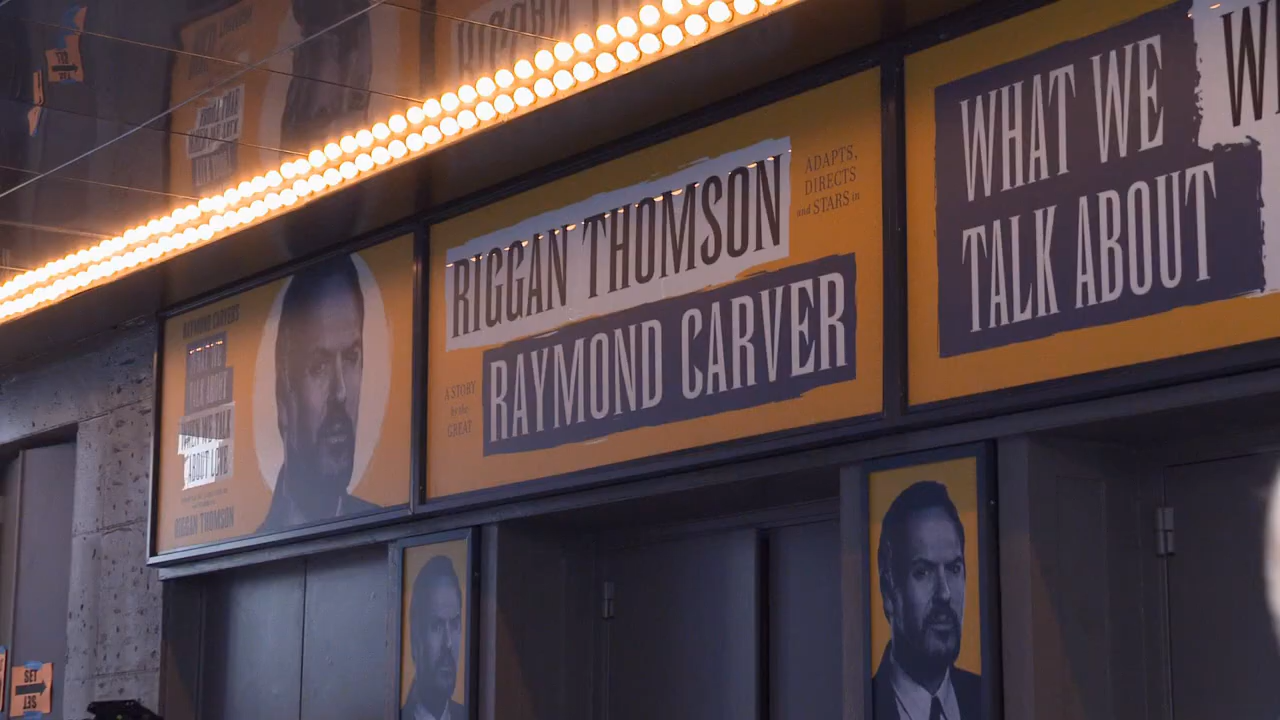 RAYMOND CARVER'S
WHAT WE
TALK ABOUT
WHEN WE TALK
ABOUT LOVE
RIGGAN THOMSON
RIGGAN THOMSON
ADAPTS,
DIRECTS
and STARS in
A STORY
by the
GREAT
RAYMOND CARVER
WHAT WE
TALK ABOUT
SET
SET